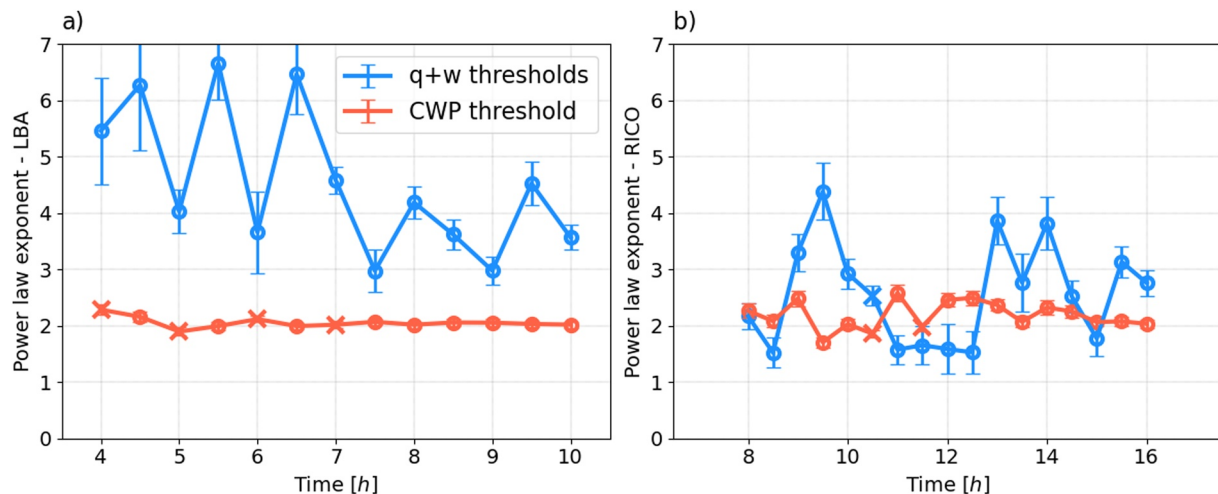 a)
Power law exponent - LBA
7
6
5
4
3
2
1
0
q+w thresholds
CWP threshold
4 5 6 7 8 9 10
Time [h]
b)
Power law exponent - RICO
7
6
5
4
3
2
1
0
8 10 12 14 16
Time [h]